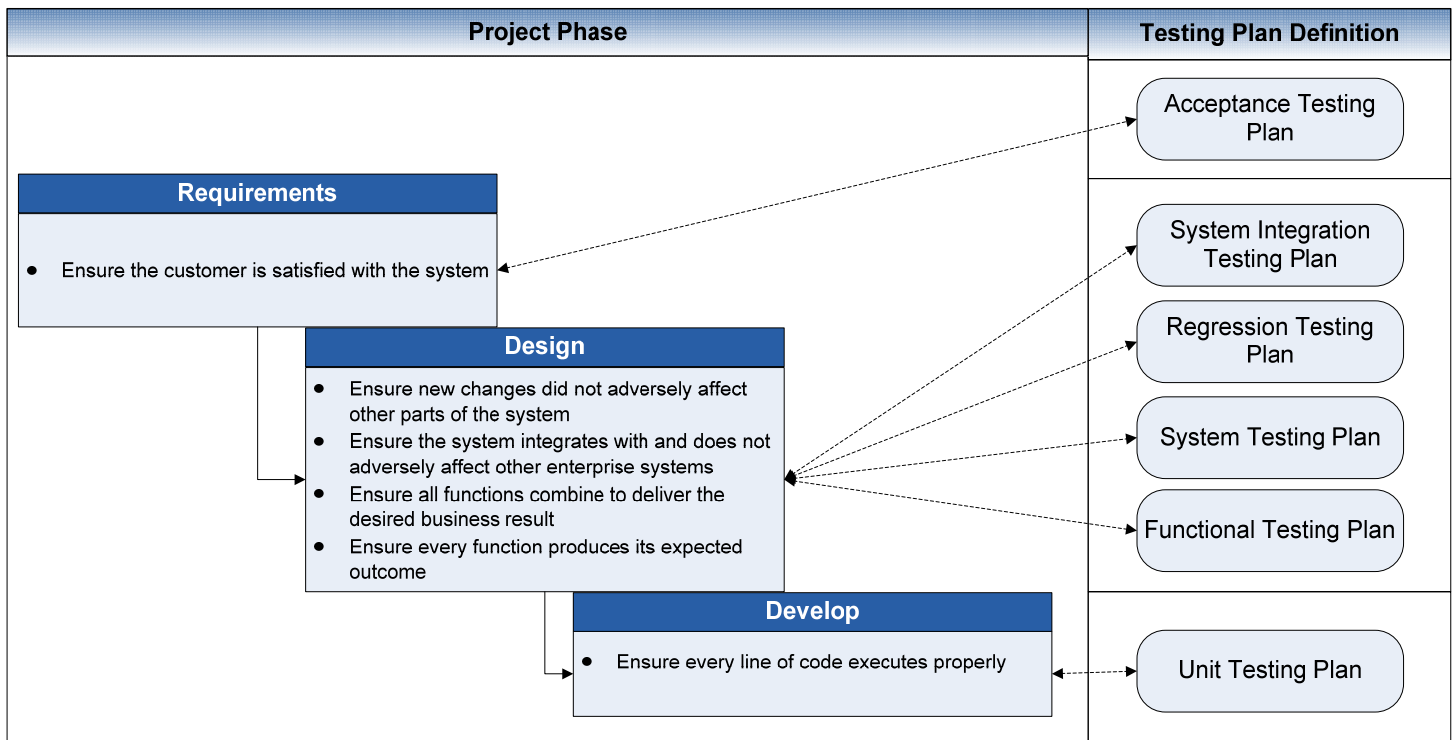 Project Phase
Testing Plan Definition
Acceptance Testing
Plan
Requirements
● Ensure the customer is satisfied with the system
System Integration
Testing Plan
Regression Testing
Plan
Design
● Ensure new changes did not adversely affect
other parts of the system
● Ensure the system integrates with and does not
adversely affect other enterprise systems
● Ensure all functions combine to deliver the
desired business result
● Ensure every function produces its expected
outcome
System Testing Plan
Functional Testing Plan
Develop
● Ensure every line of code executes properly
Unit Testing Plan